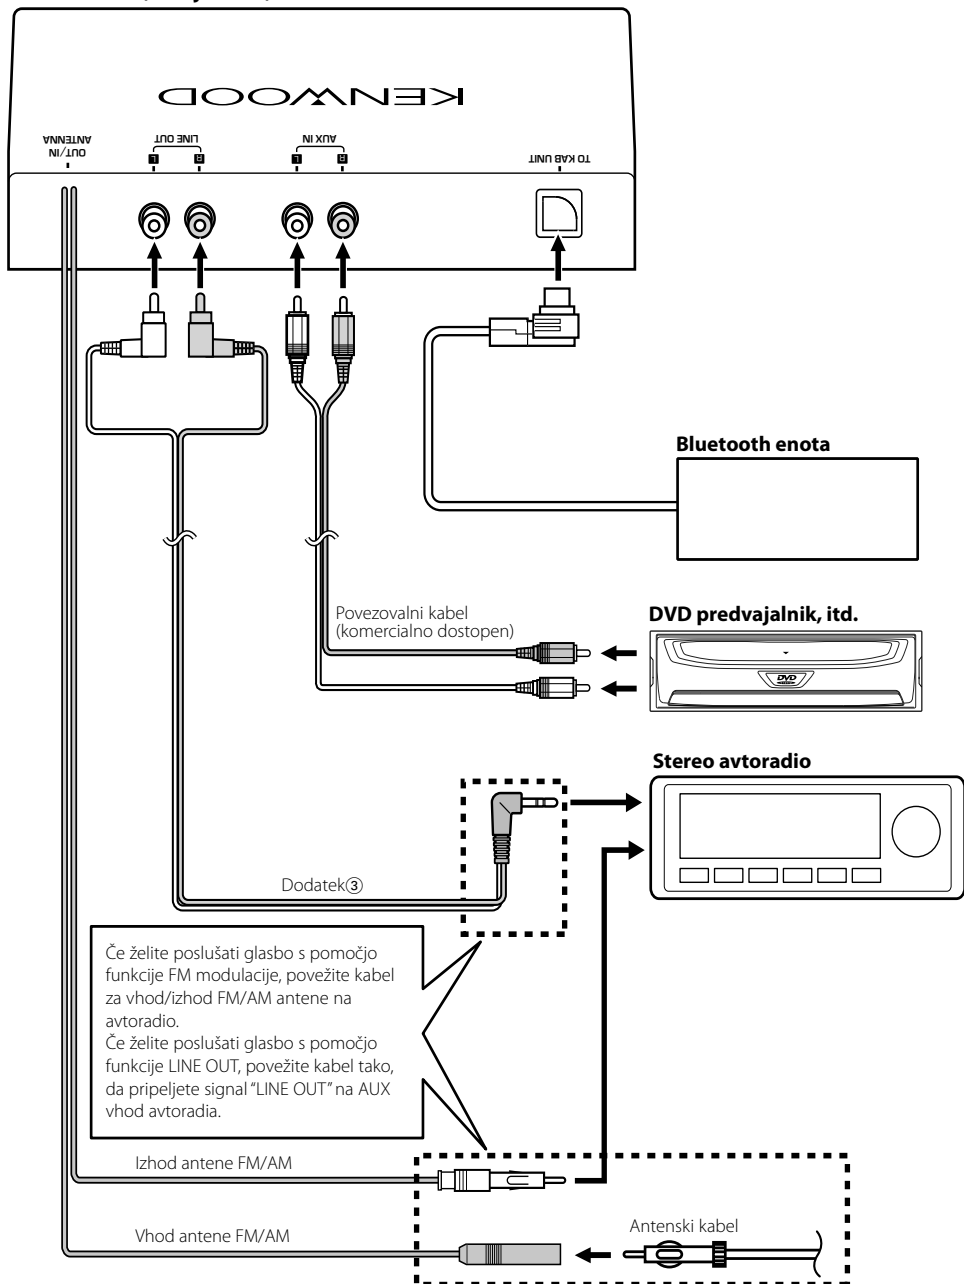 KENWOOD
OUT/IN
ANTENNA
LINE OUT
L
R
AUX IN
L
R
TO KAB UNIT
Bluetooth enota
Povezovalni kabel
(komercialno dostopen)
DVD predvajalnik, itd.
DVD
Stereo avtoradio
Dodatek③
Če želite poslušati glasbo s pomočjo
funkcije FM modulacije, povežite kabel
za vhod/izhod FM/AM antene na
avtoradio.
Če želite poslušati glasbo s pomočjo
funkcije LINE OUT, povežite kabel tako,
da pripeljete signal “LINE OUT” na AUX
vhod avtoradia.
Izhod antene FM/AM
Vhod antene FM/AM
Antenski kabel